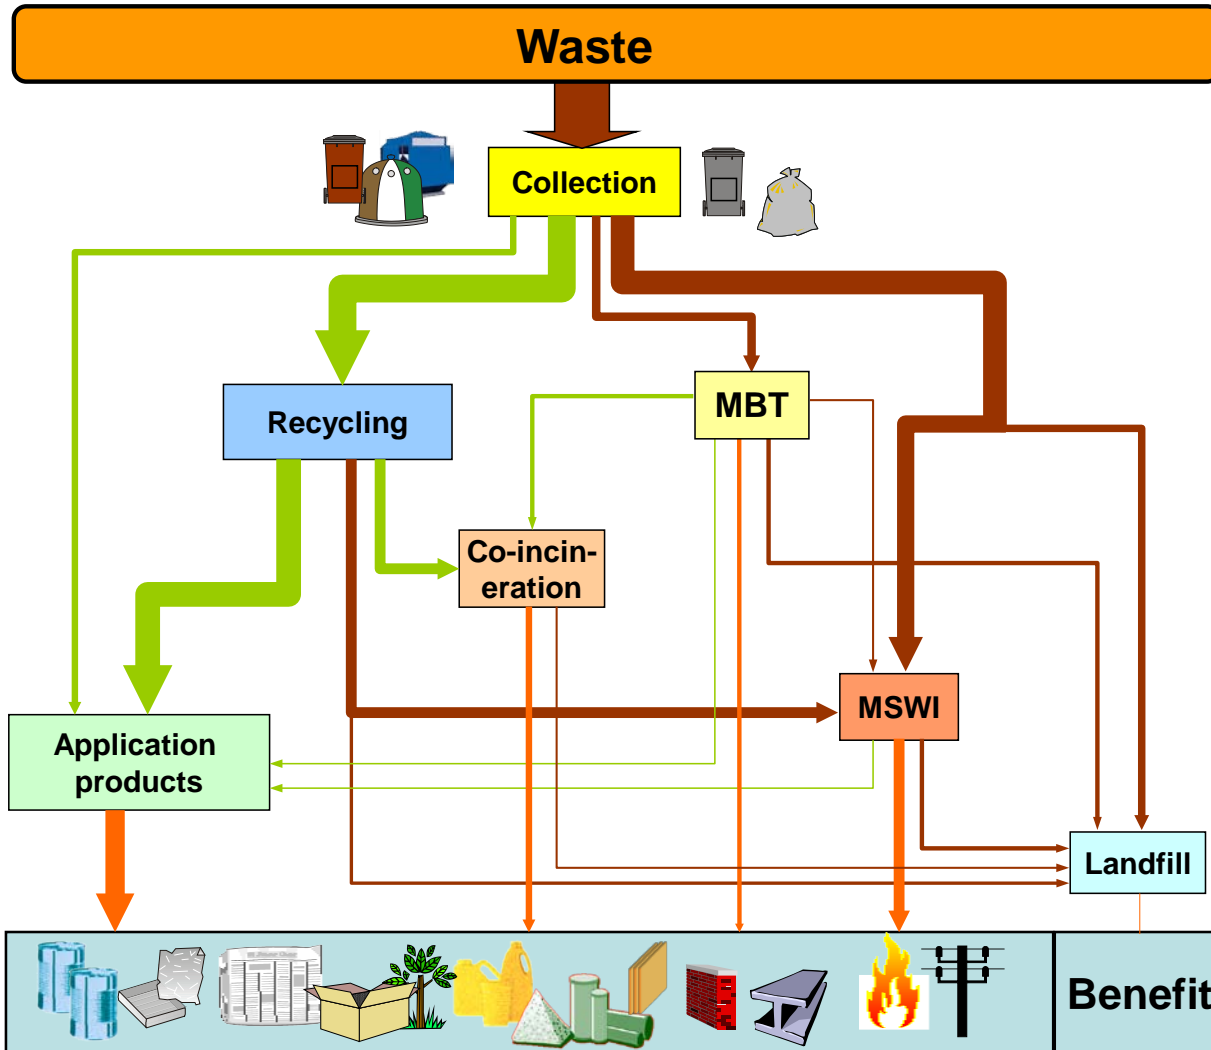 Waste
Collection
MBT
Recycling
Co-incin-
eration
MSWI
Application
products
Landfill
Benefit